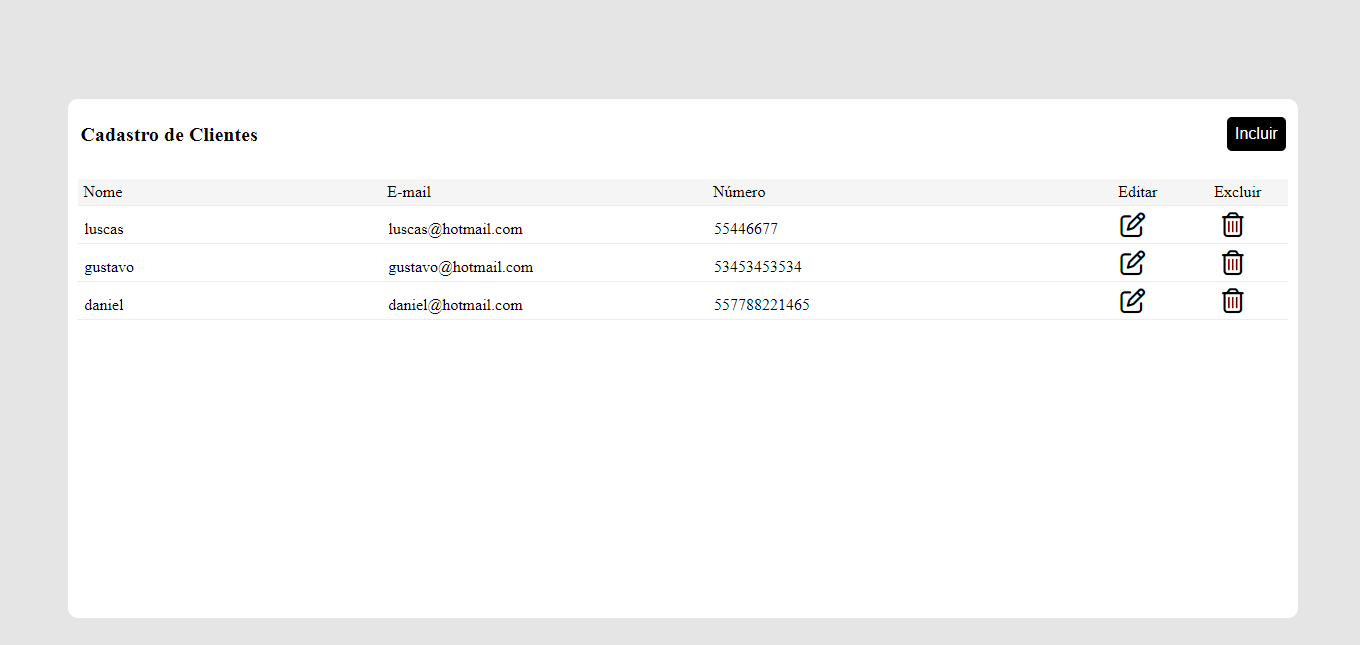 Cadastro de Clientes Incluir
Nome E-mail Número Editar Excluir
luscas luscas@hotmail.com 55446677
gustavo gustavo@hotmail.com 53453453534
daniel daniel@hotmail.com 557788221465